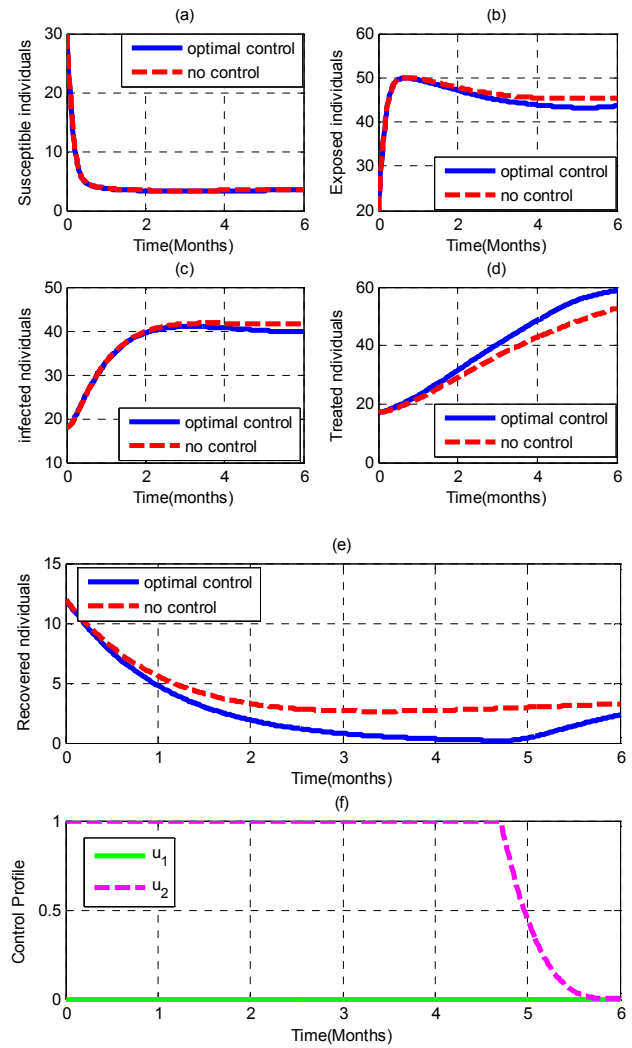 (a)
Susceptible individuals
30
20
10
0
optimal control
no control
0 2 4 6
Time(Months)
(b)
Exposed individuals
60
50
40
30
20
optimal control
no control
0 2 4 6
Time(Months)
(c)
infected ndividuals
50
40
30
20
10
optimal control
no control
0 2 4 6
Time(months)
(d)
Treated ndividuals
60
40
20
0
optimal control
no control
0 2 4 6
Time(months)
(e)
Recovered ndividuals
15
10
5
0
optimal control
no control
0 1 2 3 4 5 6
Time(months)
(f)
Control Profile
1
0.5
0
u1
u2
0 1 2 3 4 5 6
Time(Months)